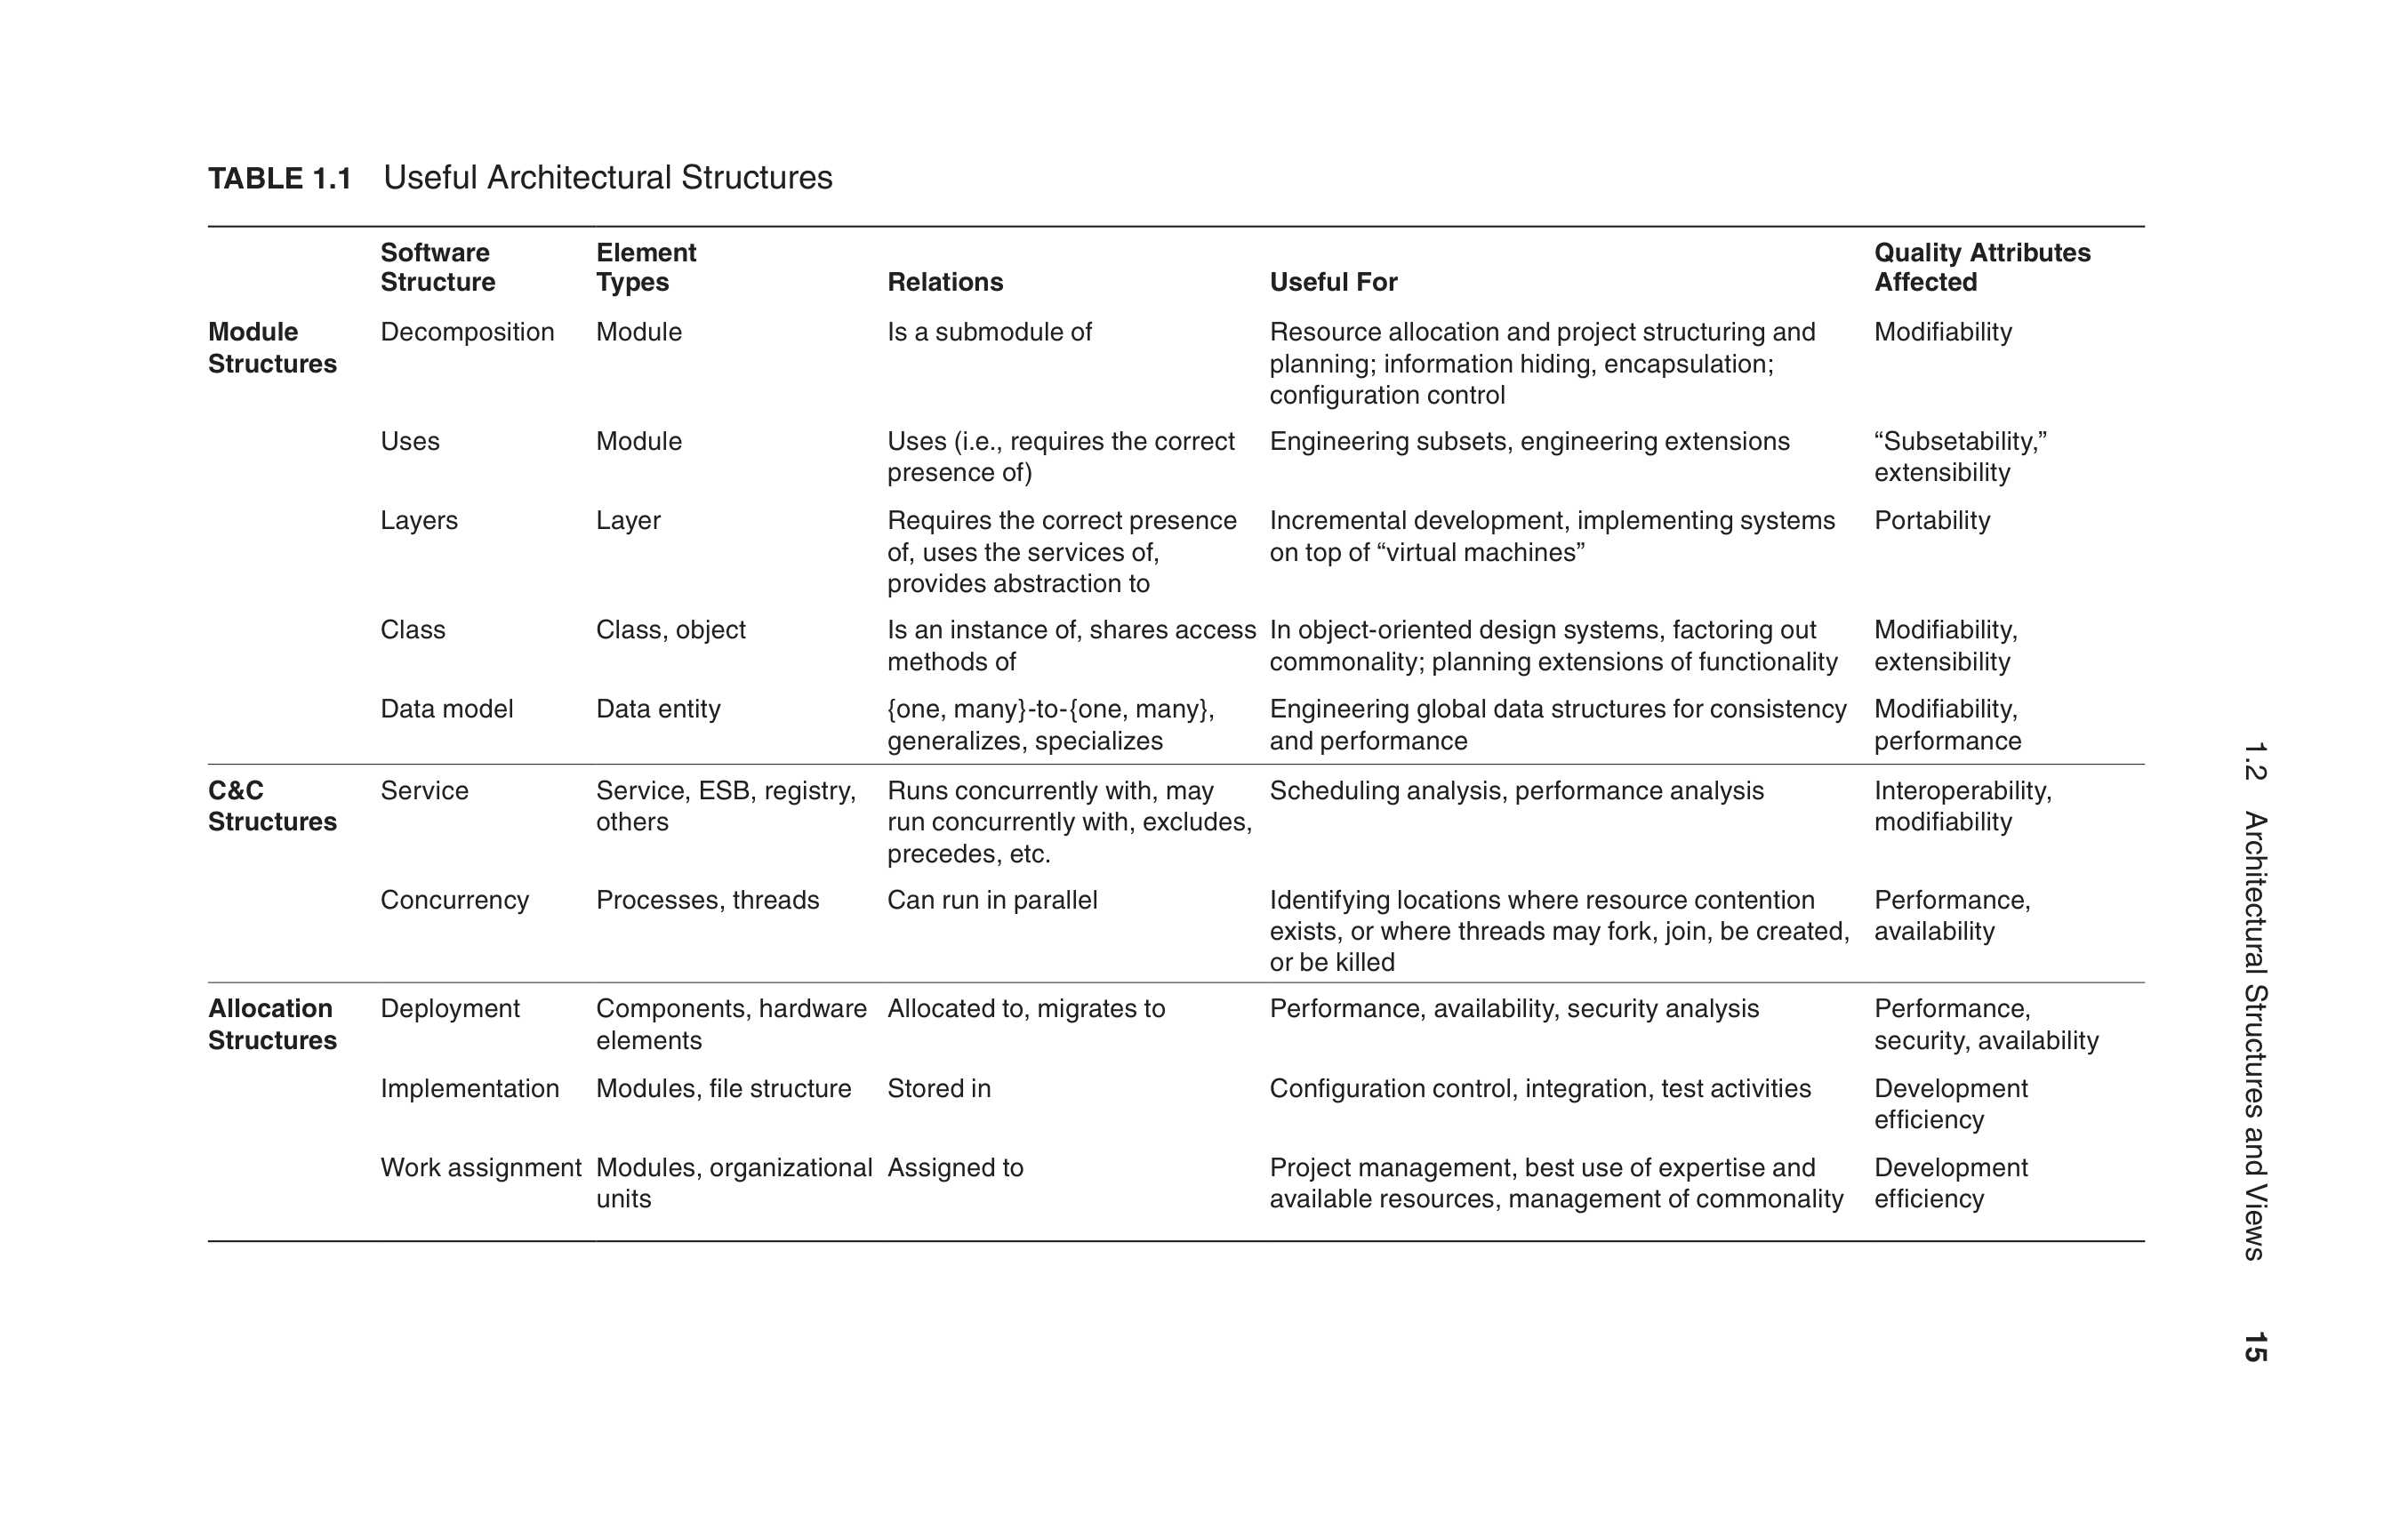 TABLE 1.1 Useful Architectural Structures
Software Structure Element Types Relations Useful For Quality Attributes Affected
Module Structures Decomposition Module Is a submodule of Resource allocation and project structuring and planning; information hiding, encapsulation; configuration control Modifiability
Uses Module Uses (i.e., requires the correct presence of) Engineering subsets, engineering extensions “Subsetability,” extensibility
Layers Layer Requires the correct presence of, uses the services of, provides abstraction to Incremental development, implementing systems on top of “virtual machines” Portability
Class Class, object Is an instance of, shares access methods of In object-oriented design systems, factoring out commonality; planning extensions of functionality Modifiability, extensibility
Data model Data entity {one, many}-to-{one, many}, generalizes, specializes Engineering global data structures for consistency and performance Modifiability, performance
C&C Structures Service Service, ESB, registry, others Runs concurrently with, may run concurrently with, excludes, precedes, etc. Scheduling analysis, performance analysis Interoperability, modifiability
Concurrency Processes, threads Can run in parallel Identifying locations where resource contention exists, or where threads may fork, join, be created, or be killed Performance, availability
Allocation Structures Deployment Components, hardware elements Allocated to, migrates to Performance, availability, security analysis Performance, security, availability
Implementation Modules, file structure Stored in Configuration control, integration, test activities Development efficiency
Work assignment Modules, organizational units Assigned to Project management, best use of expertise and available resources, management of commonality Development efficiency
1.2 Architectural Structures and Views 15